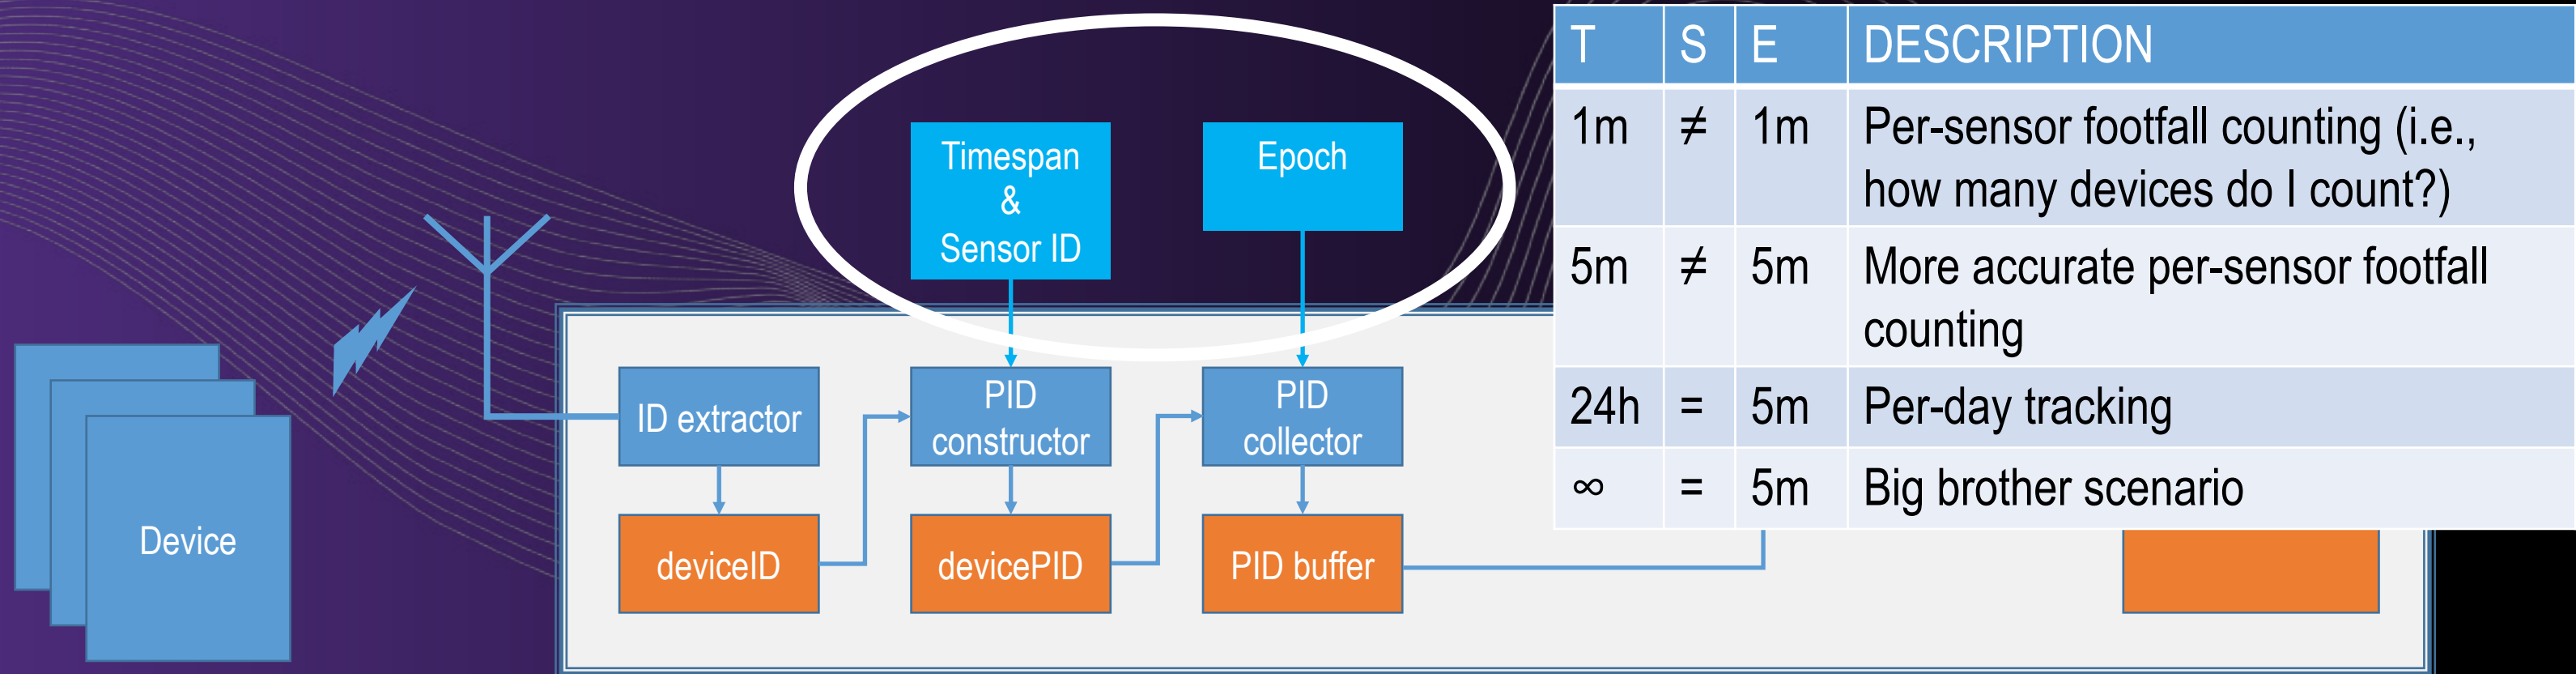 Timespan
&
Sensor ID
Epoch
Device
ID extractor
PID
constructor
PID
collector
deviceID
devicePID
PID buffer
T S E DESCRIPTION
1m ≠ 1m Per-sensor footfall counting (i.e.,
how many devices do I count?)
5m ≠ 5m More accurate per-sensor footfall
counting
24h = 5m Per-day tracking
∞ = 5m Big brother scenario